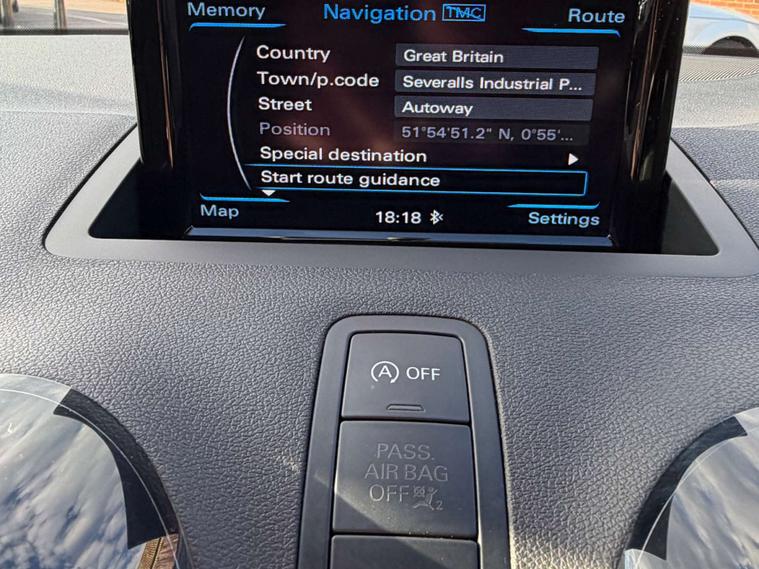 Memory
Navigation TMC
Route
Country Great Britain
Town/p.code Severalls Industrial P...
Street Autoway
Position 51°54'51.2" N, 0°55'...
Special destination
Start route guidance
Map
18:18
Settings
A OFF
PASS.
AIR BAG
OFF 2